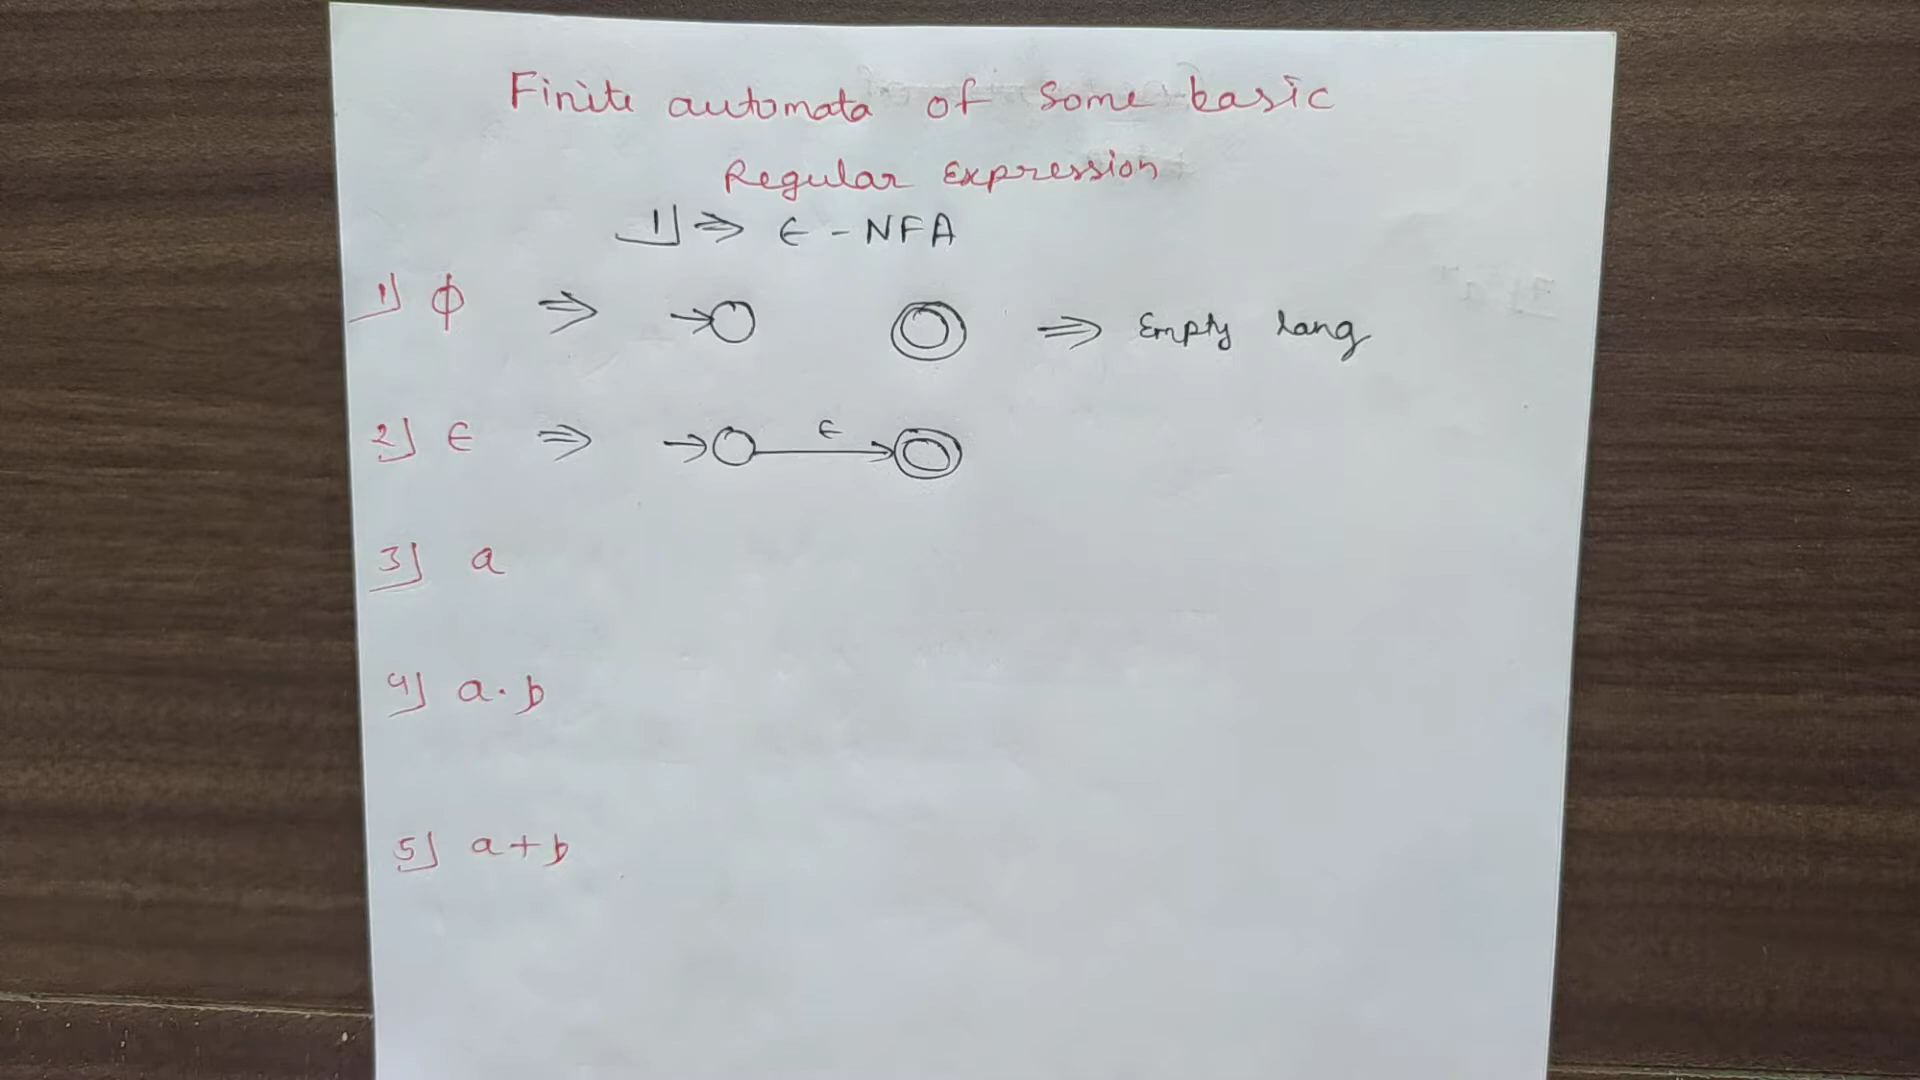 Finite automata of some basic
Regular Expression
1) ⇒ ϵ - NFA
1) ϕ ⇒ ⇒ Empty lang
2) ϵ ⇒ ϵ
3) a
4) a.b
5) a+b